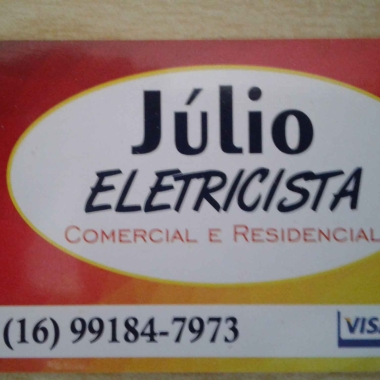 Júlio
ELETRICISTA
COMERCIAL E RESIDENCIAL
(16) 99184-7973
VISA